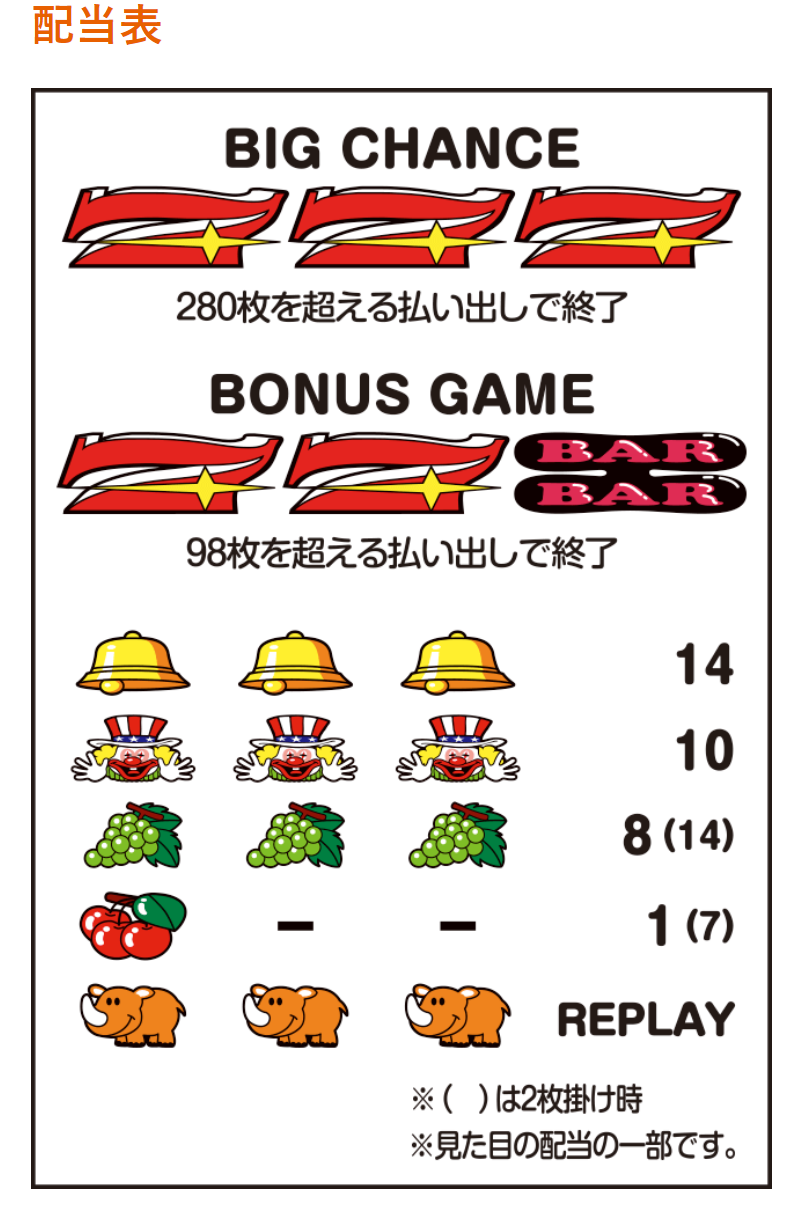 配当表
BIG CHANCE
280枚を超える払い出しで終了
BONUS GAME
BAR
BAR
98枚を超える払い出しで終了
14
10
8 (14)
- - 1 (7)
REPLAY
※( )は2枚掛け時
※見た目の配当の一部です。